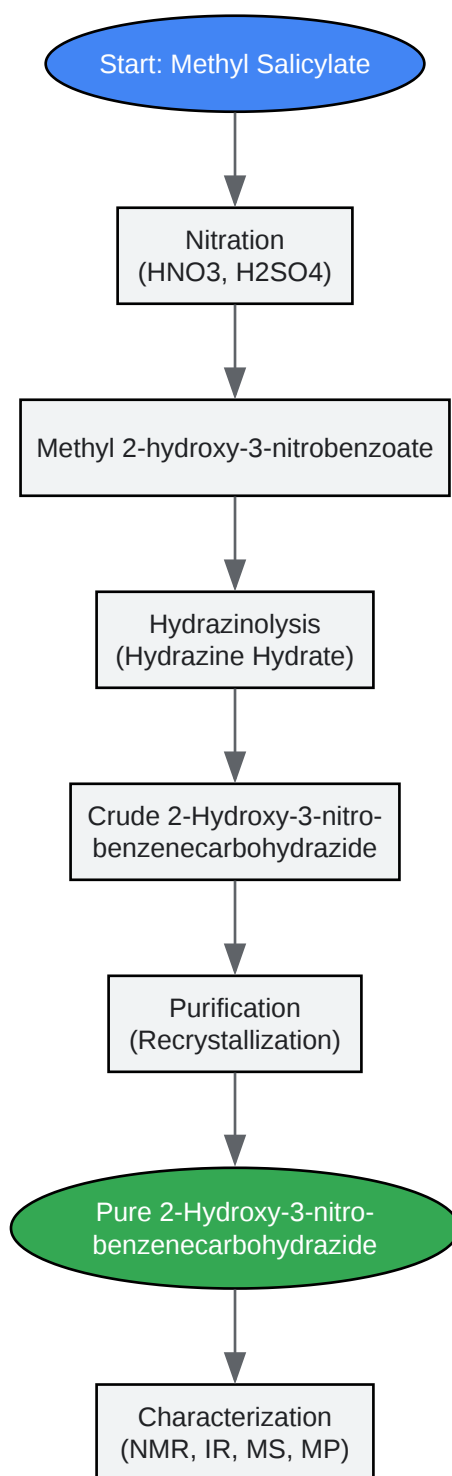 Start: Methyl Salicylate
Nitration
(HNO3, H2SO4)
Methyl 2-hydroxy-3-nitrobenzoate
Hydrazinolysis
(Hydrazine Hydrate)
Crude 2-Hydroxy-3-nitro-
benzenecarbohydrazide
Purification
(Recrystallization)
Pure 2-Hydroxy-3-nitro-
benzenecarbohydrazide
Characterization
(NMR, IR, MS, MP)